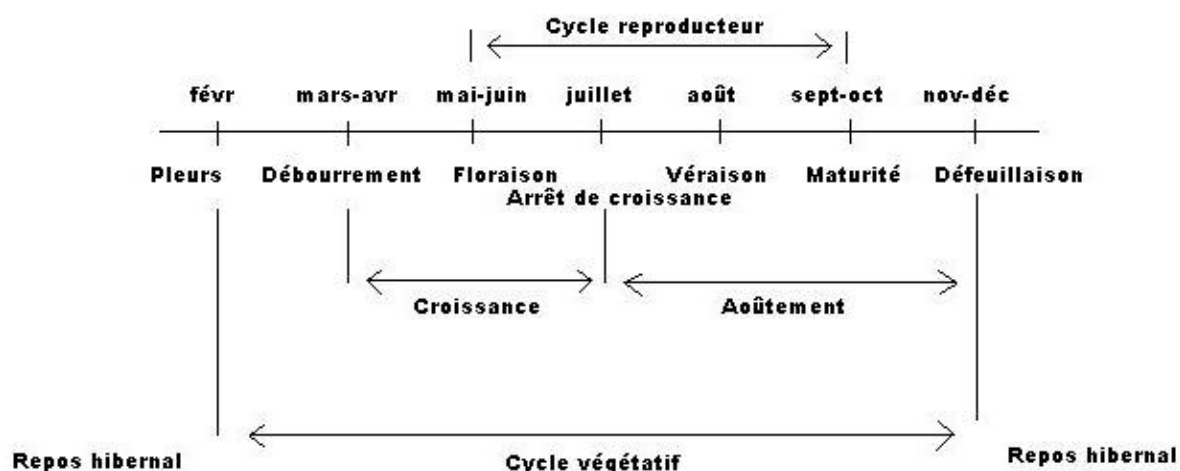 Cycle reproducteur
févr mars-avr mai-juin juillet août sept-oct nov-déc
Pleurs Débourrement Floraison Véraison Maturité Défeuillaison
Arrêt de croissance
Croissance Aoûtement
Repos hibernal Cycle végétatif Repos hibernal